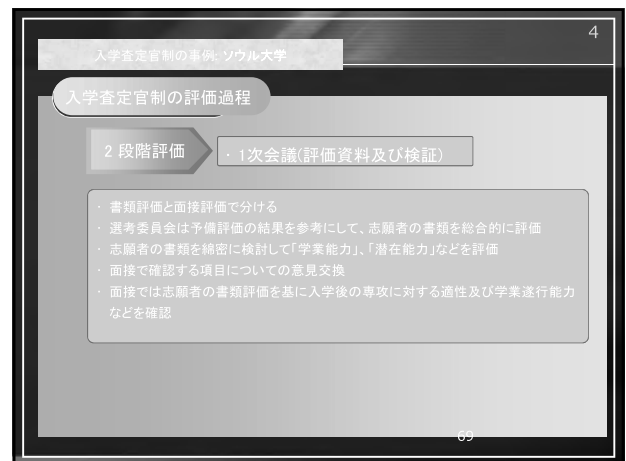 4
入学査定官制の事例: ソウル大学
入学査定官制の評価過程
2 段階評価
· 1次会議(評価資料及び検証)
· 書類評価と面接評価で分ける
· 選考委員会は予備評価の結果を参考にして、志願者の書類を総合的に評価
· 志願者の書類を綿密に検討して「学業能力」、「潜在能力」などを評価
· 面接で確認する項目についての意見交換
· 面接では志願者の書類評価を基に入学後の専攻に対する適性及び学業遂行能力
などを確認
69